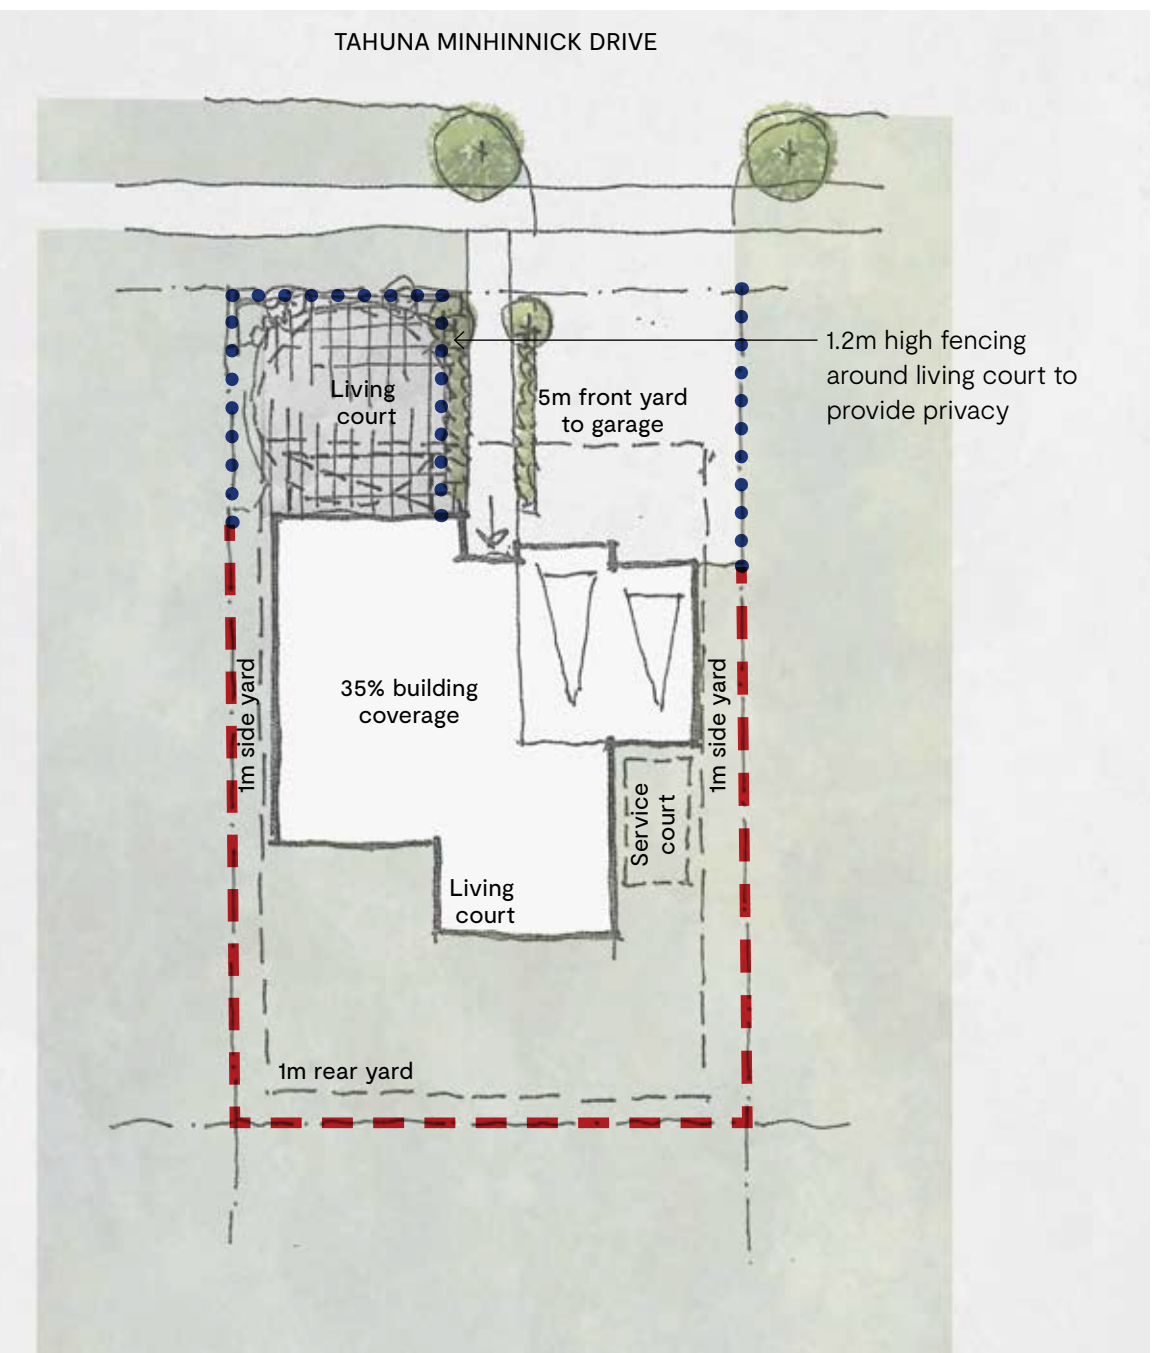 TAHUNA MINHINNICK DRIVE
1.2m high fencing
around living court to
provide privacy
Living
court
5m front yard
to garage
1m side yard
35% building
coverage
1m side yard
Service
court
Living
court
1m rear yard